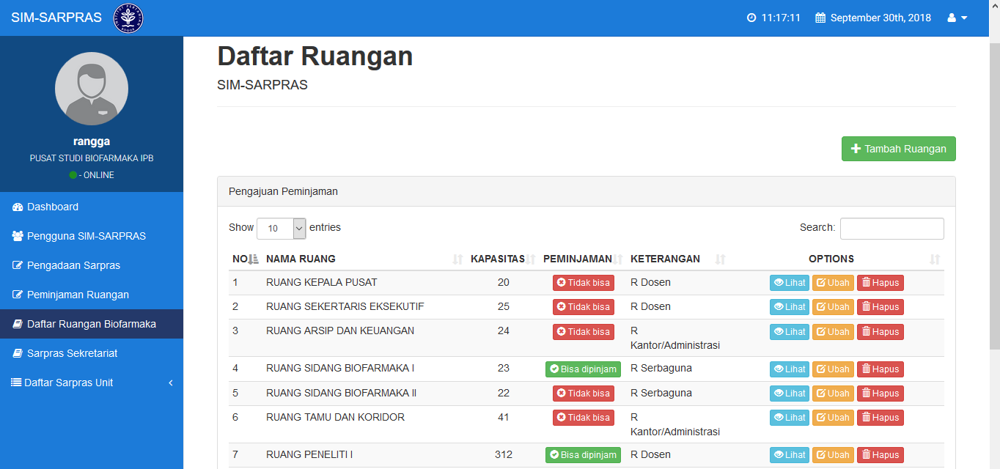 SIM-SARPRAS
INSTITUT PERTANIAN BOGOR
11:17:11 September 30th, 2018
rangga
PUSAT STUDI BIOFARMAKA IPB
- ONLINE
Dashboard
Pengguna SIM-SARPRAS
Pengadaan Sarpras
Peminjaman Ruangan
Daftar Ruangan Biofarmaka
Sarpras Sekretariat
Daftar Sarpras Unit
Daftar Ruangan
SIM-SARPRAS
Tambah Ruangan
Pengajuan Peminjaman
Show 10 entries Search:
NO NAMA RUANG KAPASITAS PEMINJAMAN KETERANGAN OPTIONS
1 RUANG KEPALA PUSAT 20 Tidak bisa R Dosen Lihat Ubah Hapus
2 RUANG SEKERTARIS EKSEKUTIF 25 Tidak bisa R Dosen Lihat Ubah Hapus
3 RUANG ARSIP DAN KEUANGAN 24 Tidak bisa R Lihat Ubah Hapus
Kantor/Administrasi
4 RUANG SIDANG BIOFARMAKA I 23 Bisa dipinjam R Serbaguna Lihat Ubah Hapus
5 RUANG SIDANG BIOFARMAKA II 22 Tidak bisa R Serbaguna Lihat Ubah Hapus
6 RUANG TAMU DAN KORIDOR 41 Tidak bisa R Lihat Ubah Hapus
Kantor/Administrasi
7 RUANG PENELITI I 312 Bisa dipinjam R Dosen Lihat Ubah Hapus